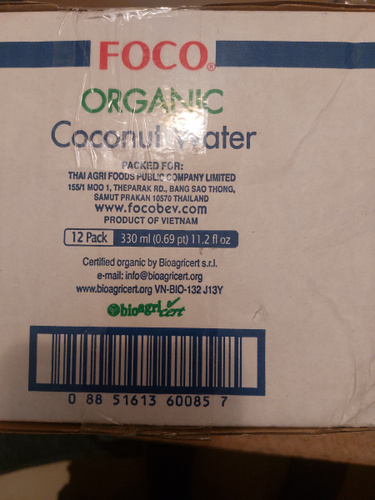 FOCO®
ORGANIC
Coconut Water
PACKED FOR:
THAI AGRI FOODS PUBLIC COMPANY LIMITED
155/1 MOO 1, THEPARAK RD., BANG SAO THONG,
SAMUT PRAKAN 10570 THAILAND
www.focobev.com
PRODUCT OF VIETNAM
12 Pack 330 ml (0.69 pt) 11.2 fl oz
Certified organic by Bioagricert s.r.l.
e-mail: info@bioagricert.org
www.bioagricert.org VN-BIO-132 J13Y
bioagricert
0 88 51613 60085 7